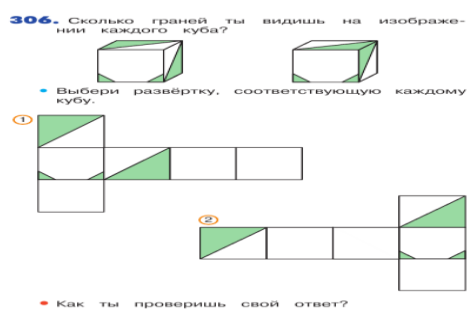 306. Сколько граней ты видишь на изображе-
нии каждого куба?
• Выбери развёртку, соответствующую каждому
кубу.
1
2
• Как ты проверишь свой ответ?